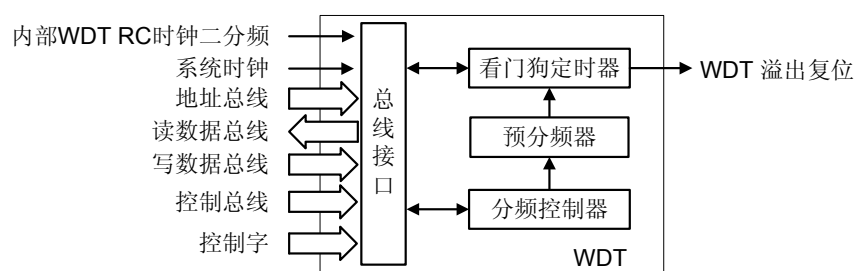 内部WDT RC时钟二分频
系统时钟
地址总线
读数据总线
写数据总线
控制总线
控制字
总线接口
看门狗定时器
预分频器
分频控制器
WDT
WDT 溢出复位